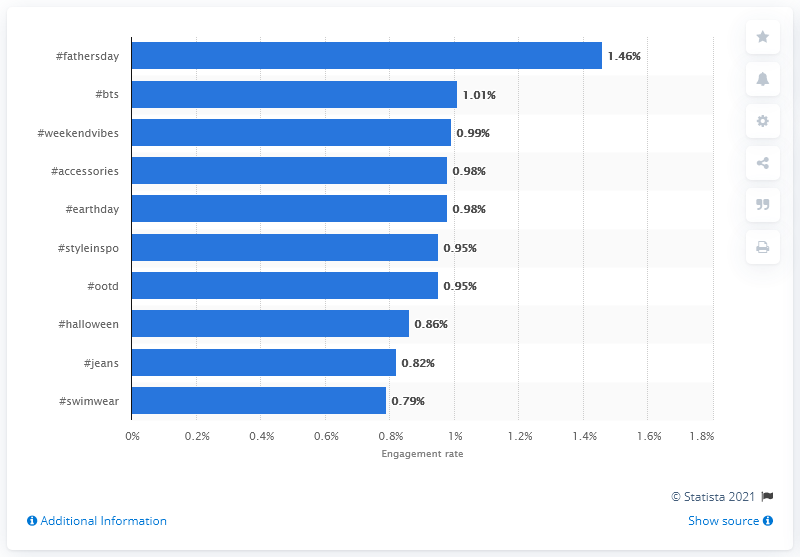 #fathersday 1.46%
#bts 1.01%
#weekendvibes 0.99%
#accessories 0.98%
#earthday 0.98%
#styleinspo 0.95%
#ootd 0.95%
#halloween 0.86%
#jeans 0.82%
#swimwear 0.79%
0% 0.2% 0.4% 0.6% 0.8% 1% 1.2% 1.4% 1.6% 1.8%
Engagement rate
© Statista 2021
Additional Information Show source